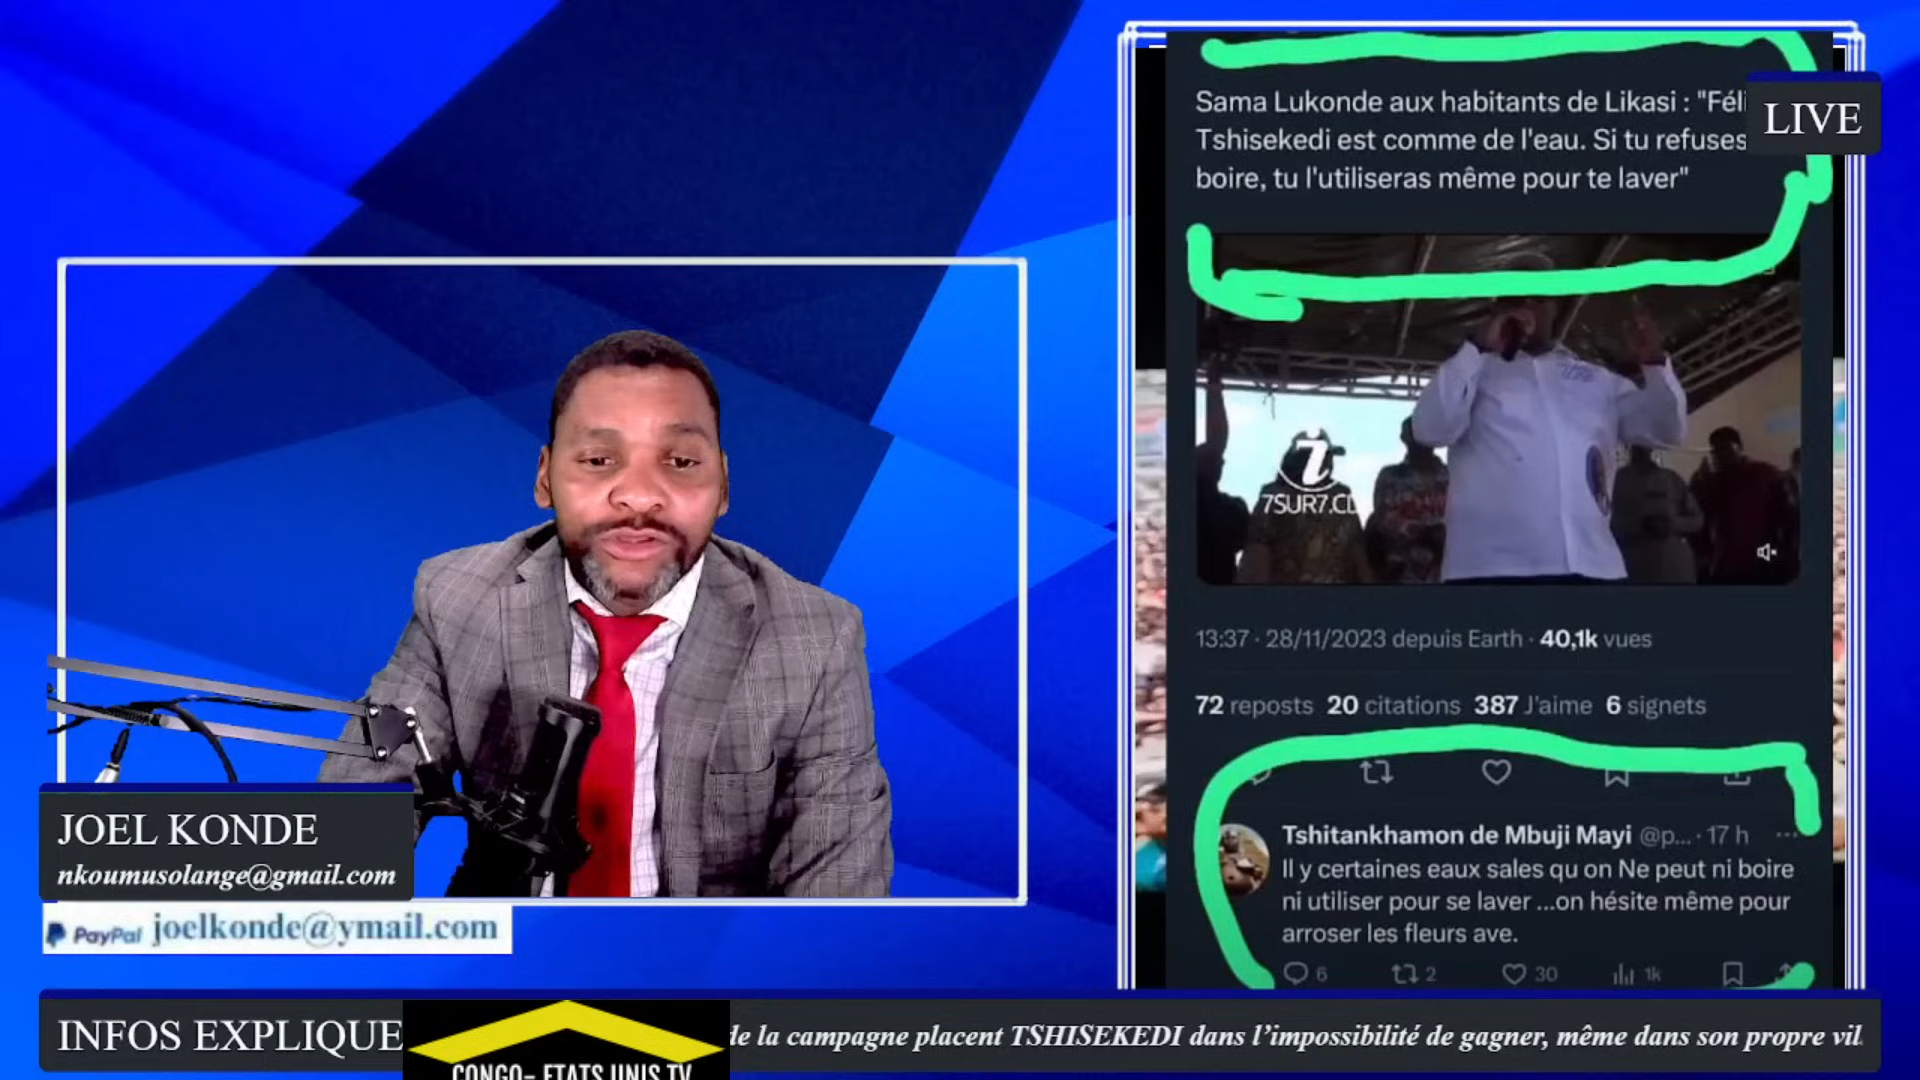 Sama Lukonde aux habitants de Likasi : "Féli
Tshisekedi est comme de l'eau. Si tu refuses
boire, tu l'utiliseras même pour te laver"
LIVE
7SUR7.CD
13:37 · 28/11/2023 depuis Earth · 40,1k vues
72 reposts 20 citations 387 J'aime 6 signets
Tshitankhamon de Mbuji Mayi @p... · 17 h
Il y certaines eaux sales qu on Ne peut ni boire
ni utiliser pour se laver ...on hésite même pour
arroser les fleurs ave.
6 2 30 1k
JOEL KONDE
nkoumusolange@gmail.com
PayPal joelkonde@ymail.com
INFOS EXPLIQUE
CONGO- ETATS UNIS TV
de la campagne placent TSHISEKEDI dans l'impossibilité de gagner, même dans son propre vil